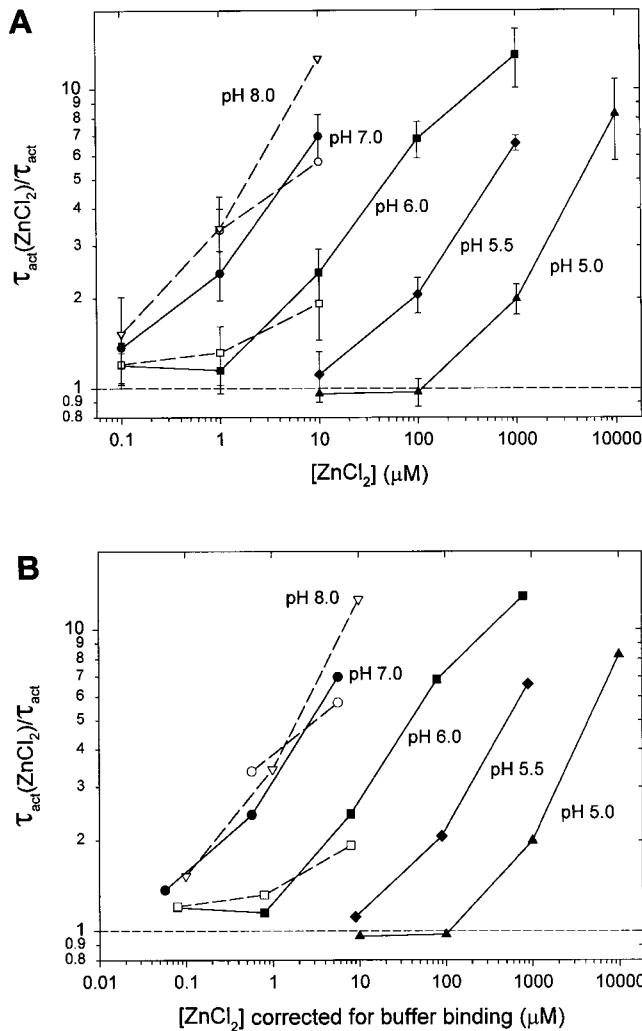 A
τact(ZnCl2)/τact
10
9
8
7
6
5
4
3
2
1
0.9
0.8
pH 8.0
pH 7.0
pH 6.0
pH 5.5
pH 5.0
0.1 1 10 100 1000 10000
[ZnCl2] (μM)
B
τact(ZnCl2)/τact
10
9
8
7
6
5
4
3
2
1
0.9
0.8
pH 8.0
pH 7.0
pH 6.0
pH 5.5
pH 5.0
0.01 0.1 1 10 100 1000 10000
[ZnCl2] corrected for buffer binding (μM)